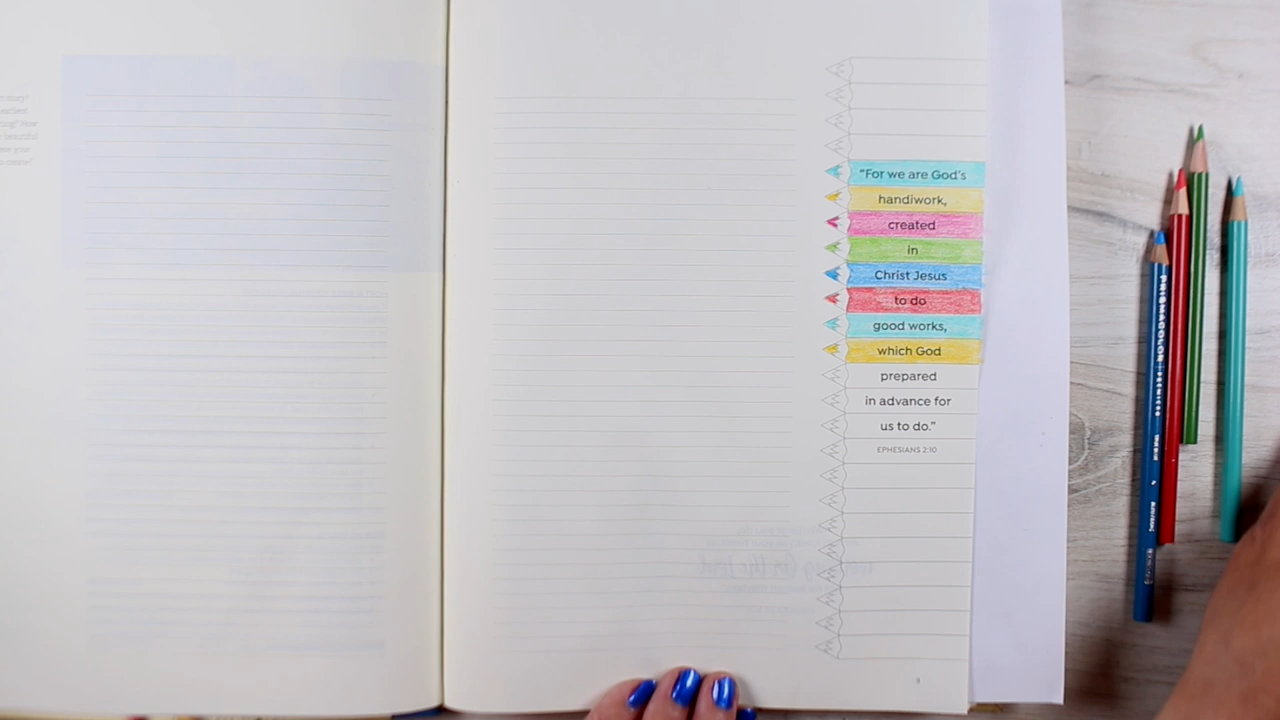 "For we are God's
handiwork,
created
in
Christ Jesus
to do
good works,
which God
prepared
in advance for
us to do."
EPHESIANS 2:10
PRISMACOLOR